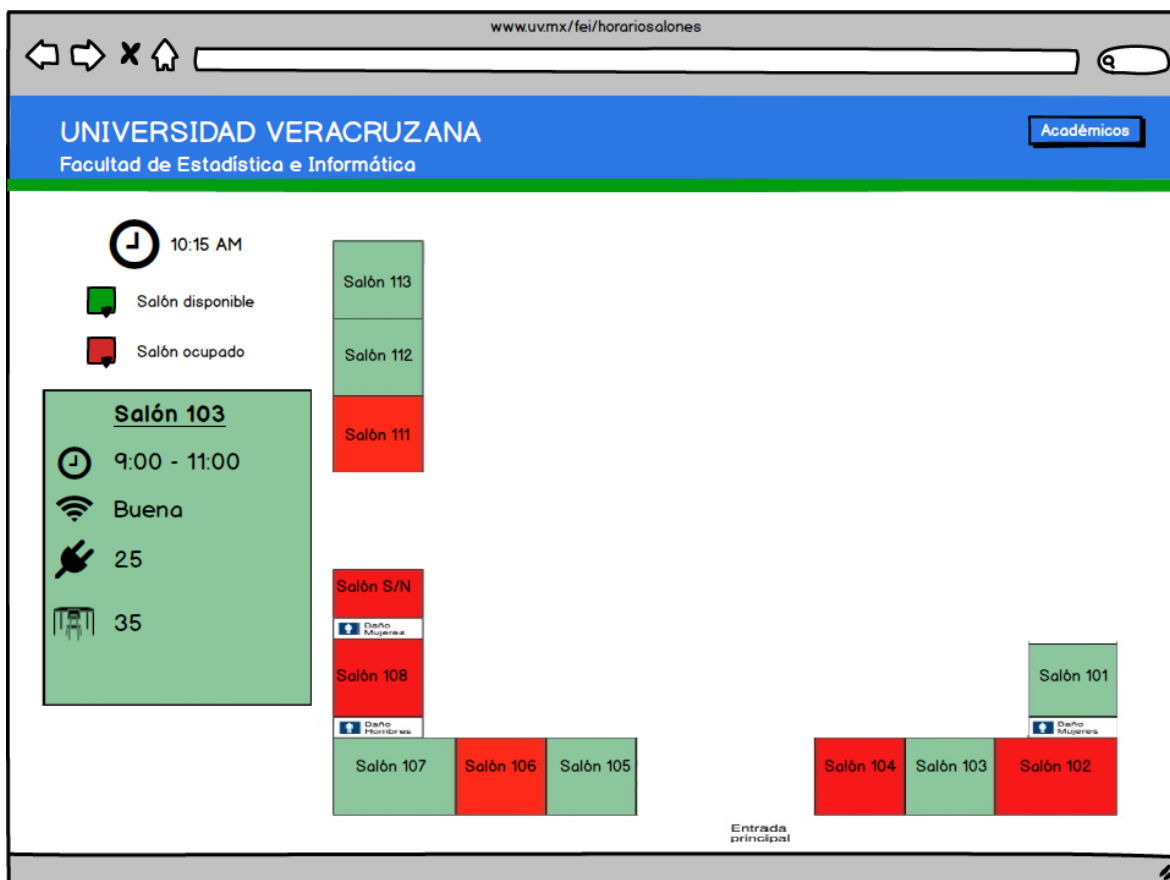 www.uv.mx/fei/horariosalones
UNIVERSIDAD VERACRUZANA
Académicos
Facultad de Estadística e Informática
10:15 AM
Salón disponible
Salón ocupado
Salón 103
9:00 - 11:00
Buena
25
35
Salón 113
Salón 112
Salón 111
Salón S/N
Baño
Mujeres
Salón 108
Baño
Hombres
Salón 107
Salón 106
Salón 105
Salón 101
Baño
Mujeres
Salón 104
Salón 103
Salón 102
Entrada
principal